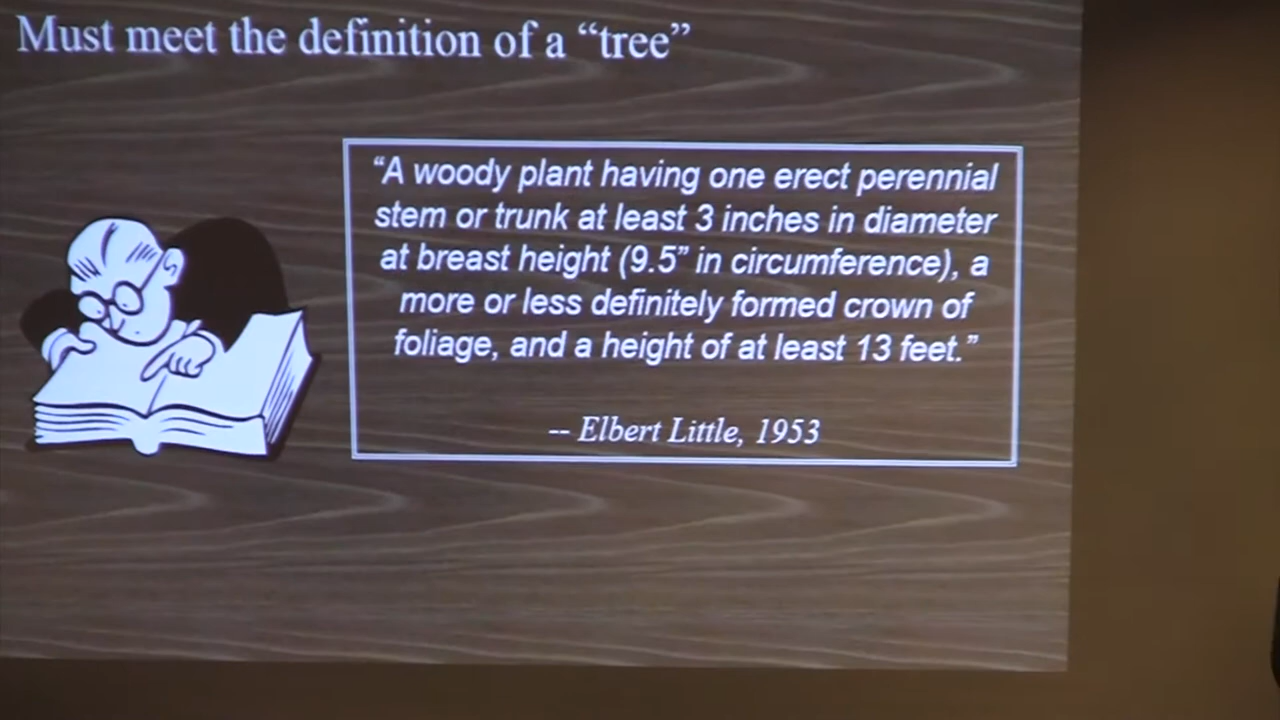 Must meet the definition of a “tree”
“A woody plant having one erect perennial
stem or trunk at least 3 inches in diameter
at breast height (9.5” in circumference), a
more or less definitely formed crown of
foliage, and a height of at least 13 feet.”
-- Elbert Little, 1953